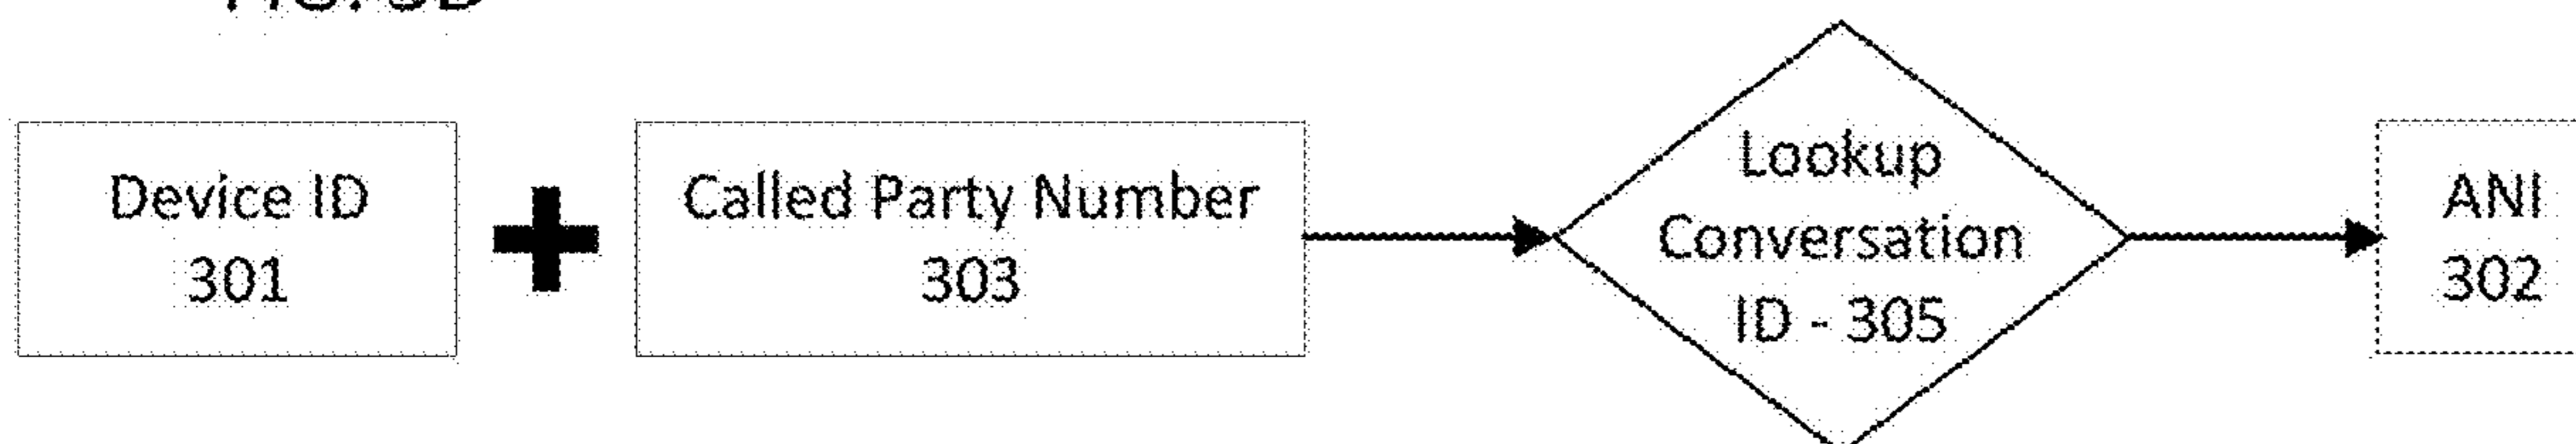 Device ID
301
Called Party Number
303
Lookup
Conversation
ID - 305
ANI
302